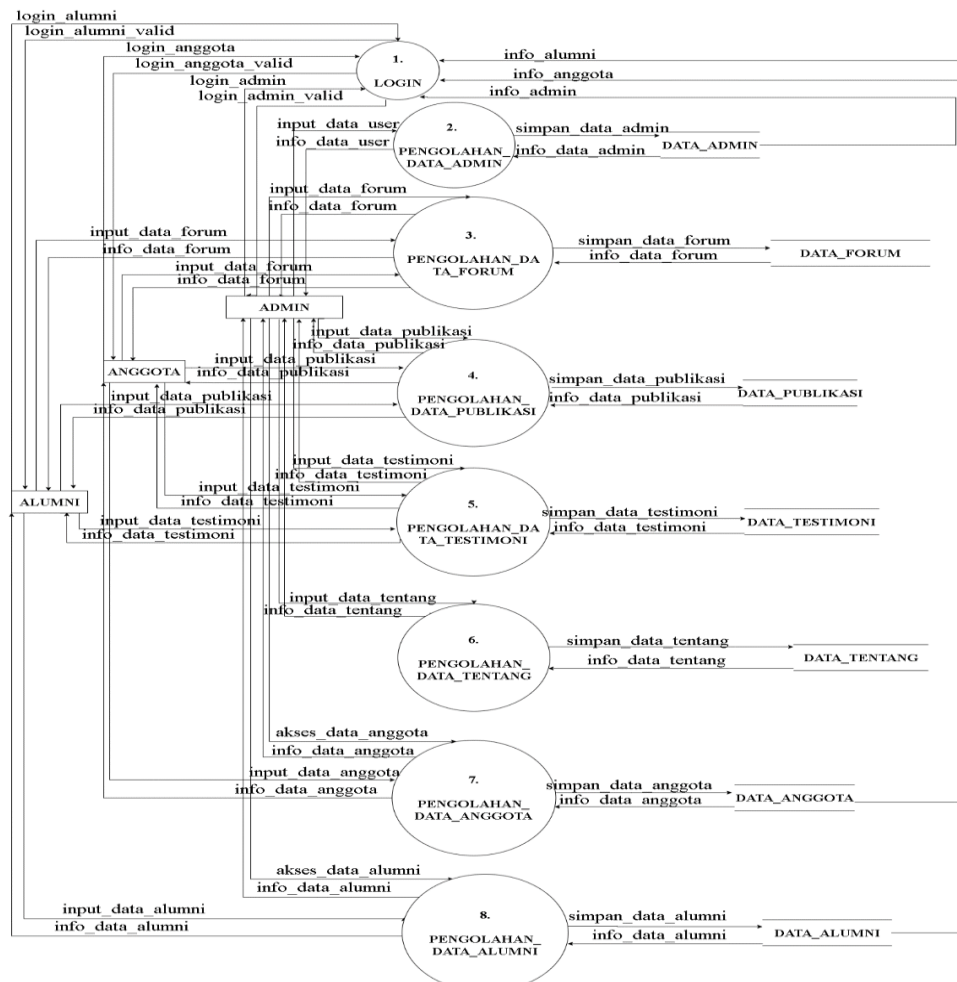 login_alumni
login_alumni_valid
login_anggota
login_anggota_valid
login_admin
login_admin_valid
1.
LOGIN
info_alumni
info_anggota
info_admin
input_data_user
info_data_user
2.
PENGOLAHAN_
DATA_ADMIN
simpan_data_admin
info_data_admin
DATA_ADMIN
input_data_forum
info_data_forum
input_data_forum
info_data_forum
input_data_forum
info_data_forum
3.
PENGOLAHAN_DA
TA_FORUM
simpan_data_forum
info_data_forum
DATA_FORUM
ADMIN
input_data_publikasi
info_data_publikasi
ANGGOTA
input_data_publikasi
info_data_publikasi
input_data_publikasi
info_data_publikasi
4.
PENGOLAHAN_
DATA_PUBLIKASI
simpan_data_publikasi
info_data_publikasi
DATA_PUBLIKASI
input_data_testimoni
info_data_testimoni
input_data_testimoni
info_data_testimoni
ALUMNI
input_data_testimoni
info_data_testimoni
5.
PENGOLAHAN_DA
TA_TESTIMONI
simpan_data_testimoni
info_data_testimoni
DATA_TESTIMONI
input_data_tentang
info_data_tentang
6.
PENGOLAHAN_
DATA_TENTANG
simpan_data_tentang
info_data_tentang
DATA_TENTANG
akses_data_anggota
info_data_anggota
input_data_anggota
info_data_anggota
7.
PENGOLAHAN_
DATA_ANGGOTA
simpan_data_anggota
info_data_anggota
DATA_ANGGOTA
akses_data_alumni
info_data_alumni
input_data_alumni
info_data_alumni
8.
PENGOLAHAN_
DATA_ALUMNI
simpan_data_alumni
info_data_alumni
DATA_ALUMNI